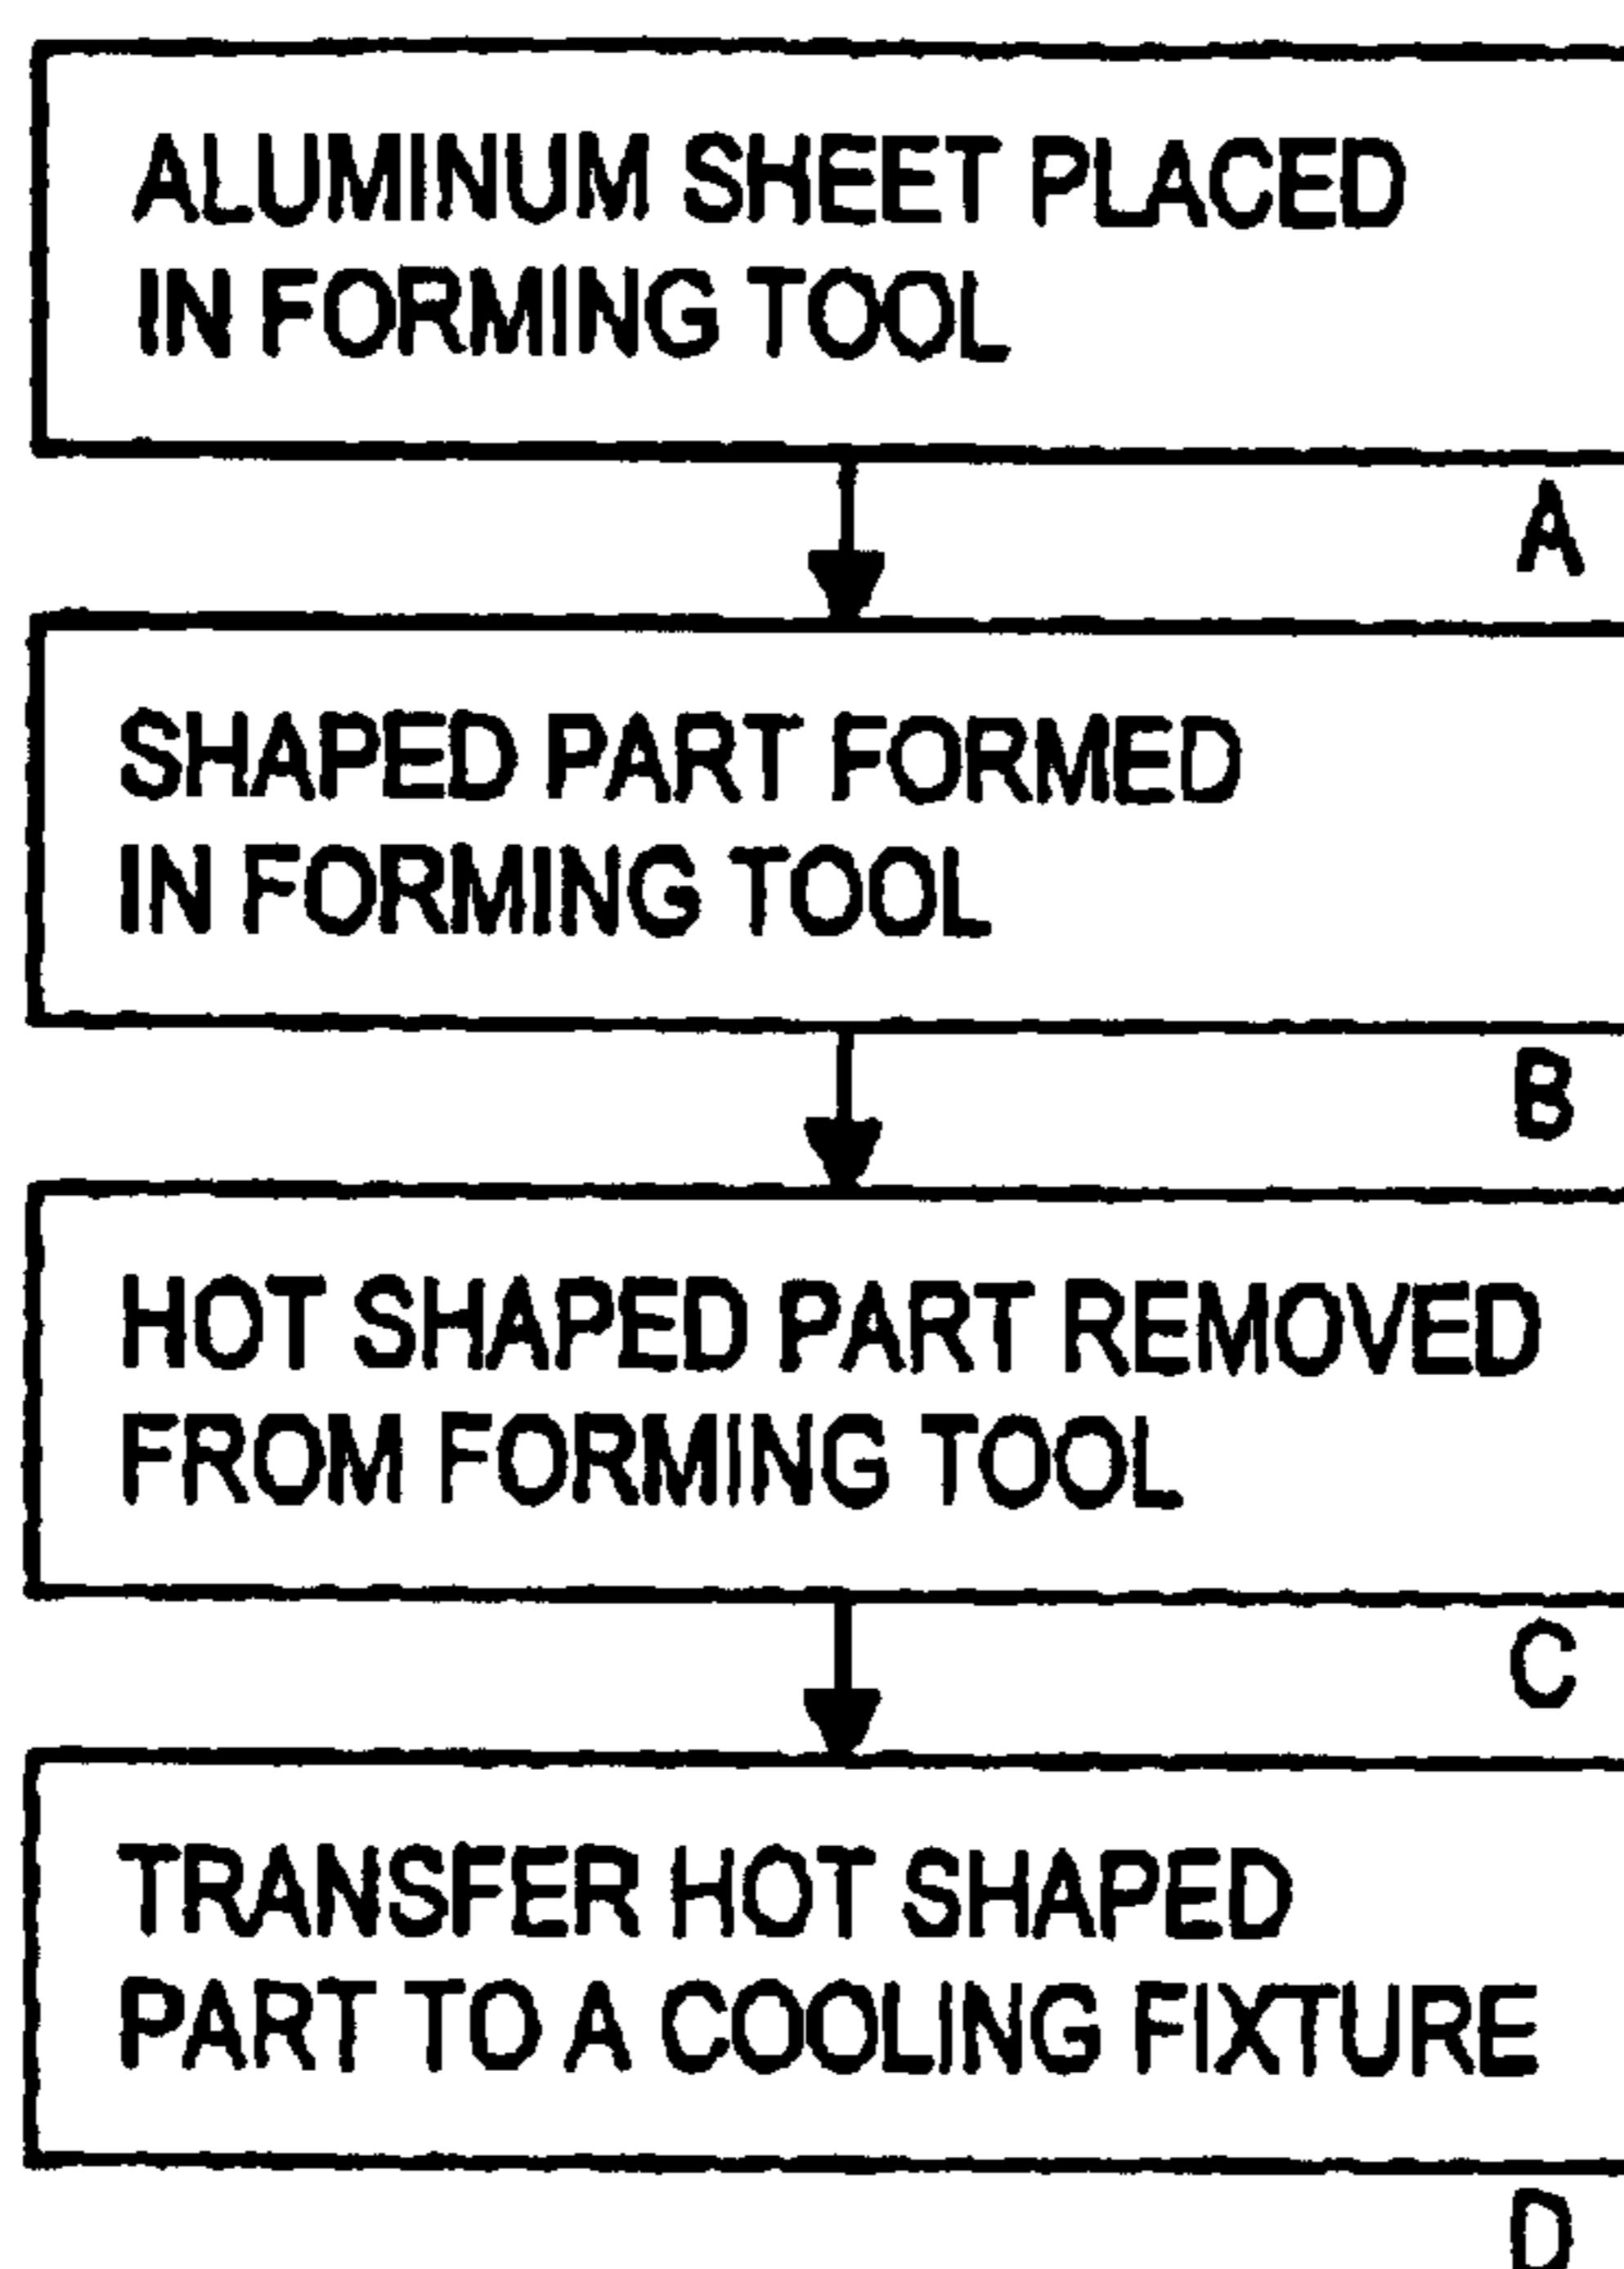 ALUMINUM SHEET PLACED
IN FORMING TOOL
A
SHAPED PART FORMED
IN FORMING TOOL
B
HOT SHAPED PART REMOVED
FROM FORMING TOOL
C
TRANSFER HOT SHAPED
PART TO A COOLING FIXTURE
D